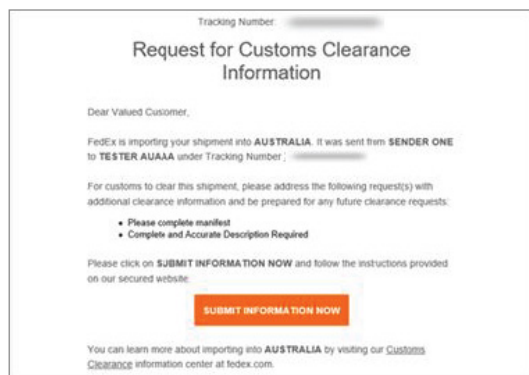 Tracking Number:
Request for Customs Clearance
Information
Dear Valued Customer,
FedEx is importing your shipment into AUSTRALIA. It was sent from SENDER ONE
to TESTER AUAAA under Tracking Number
For customs to clear this shipment, please address the following request(s) with
additional clearance information and be prepared for any future clearance requests:
• Please complete manifest
• Complete and Accurate Description Required
Please click on SUBMIT INFORMATION NOW and follow the instructions provided
on our secured website.
SUBMIT INFORMATION NOW
You can learn more about importing into AUSTRALIA by visiting our Customs
Clearance information center at fedex.com.